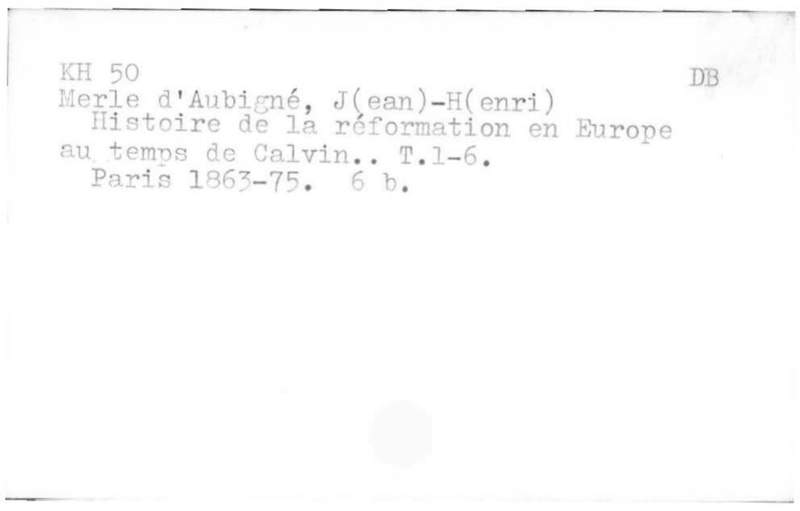 KH 50 DB
Merle d'Aubigné, J(ean)-H(enri)
Histoire de la réformation en Europe
au temps de Calvin.. T.1-6.
Paris 1863-75. 6 b.